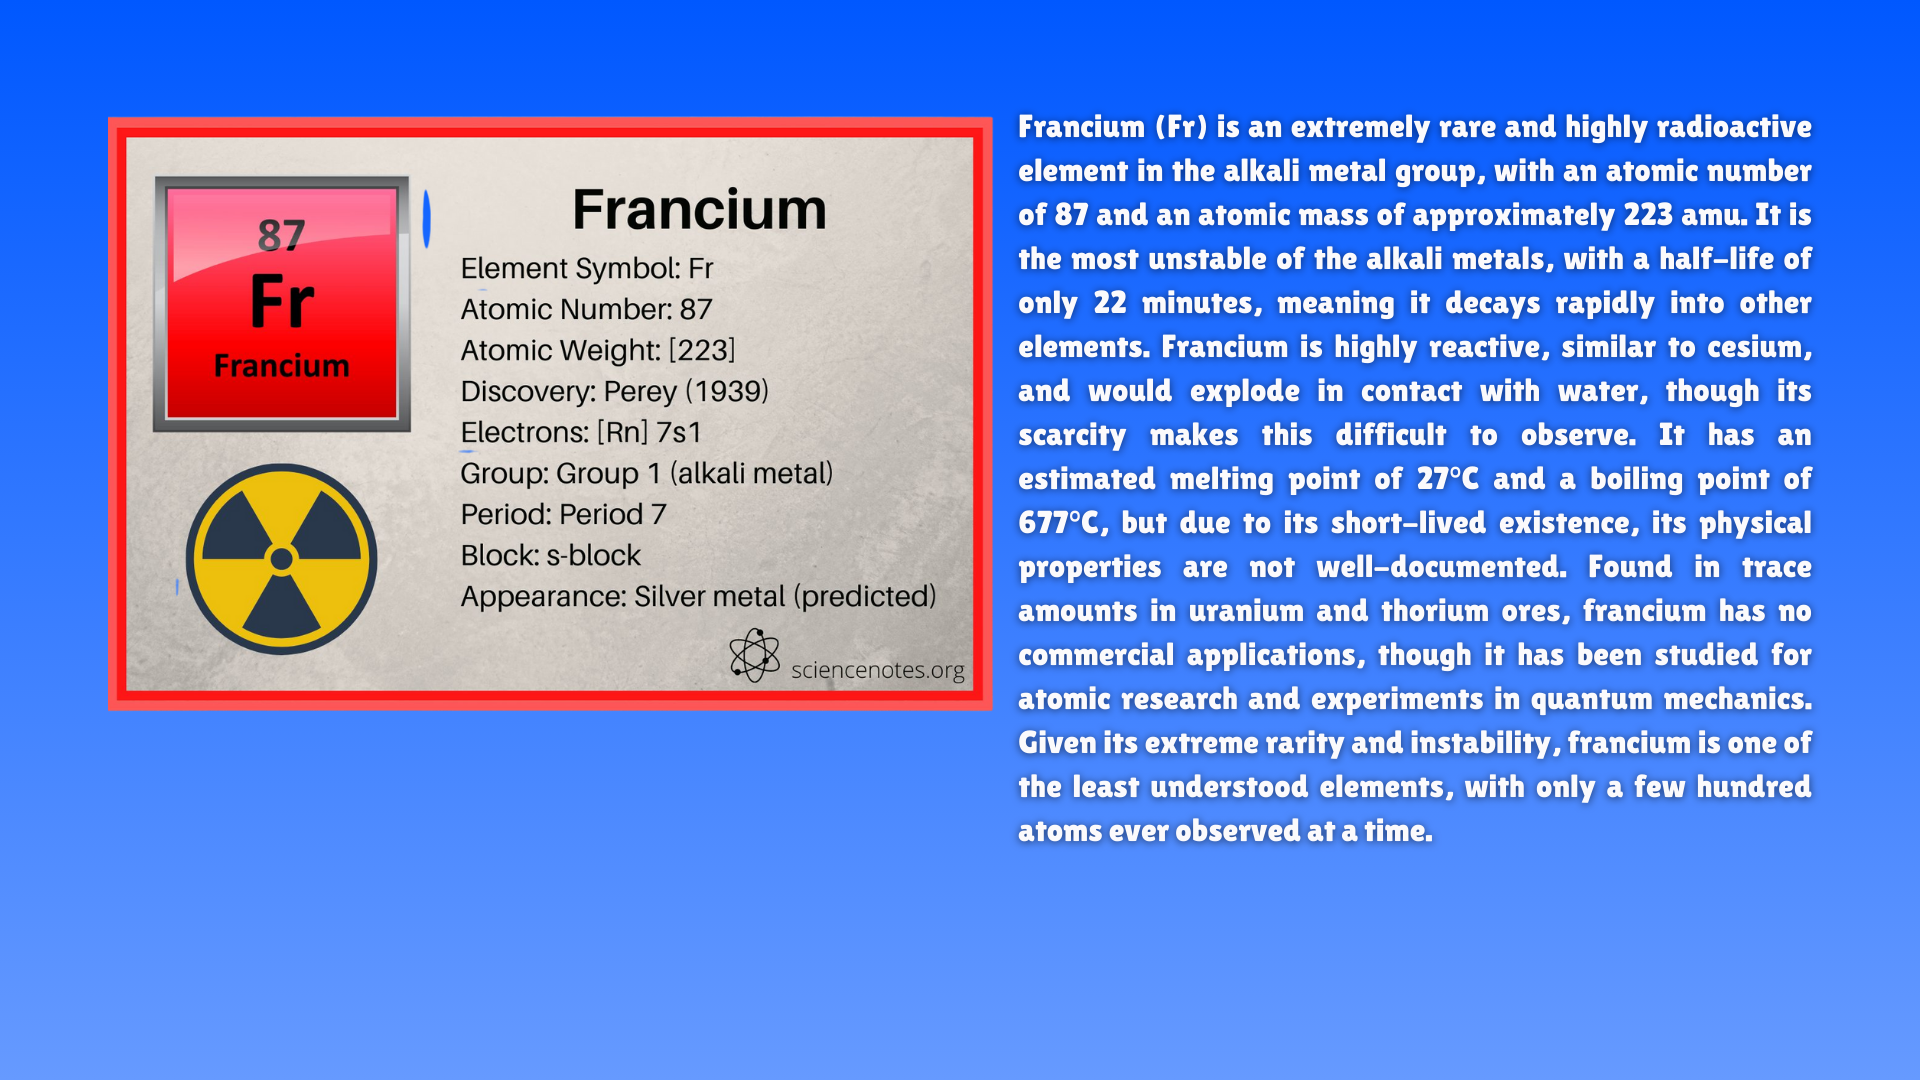 87
Fr
Francium
Francium
Element Symbol: Fr
Atomic Number: 87
Atomic Weight: [223]
Discovery: Perey (1939)
Electrons: [Rn] 7s1
Group: Group 1 (alkali metal)
Period: Period 7
Block: s-block
Appearance: Silver metal (predicted)
sciencenotes.org
Francium (Fr) is an extremely rare and highly radioactive
element in the alkali metal group, with an atomic number
of 87 and an atomic mass of approximately 223 amu. It is
the most unstable of the alkali metals, with a half-life of
only 22 minutes, meaning it decays rapidly into other
elements. Francium is highly reactive, similar to cesium,
and would explode in contact with water, though its
scarcity makes this difficult to observe. It has an
estimated melting point of 27°C and a boiling point of
677°C, but due to its short-lived existence, its physical
properties are not well-documented. Found in trace
amounts in uranium and thorium ores, francium has no
commercial applications, though it has been studied for
atomic research and experiments in quantum mechanics.
Given its extreme rarity and instability, francium is one of
the least understood elements, with only a few hundred
atoms ever observed at a time.